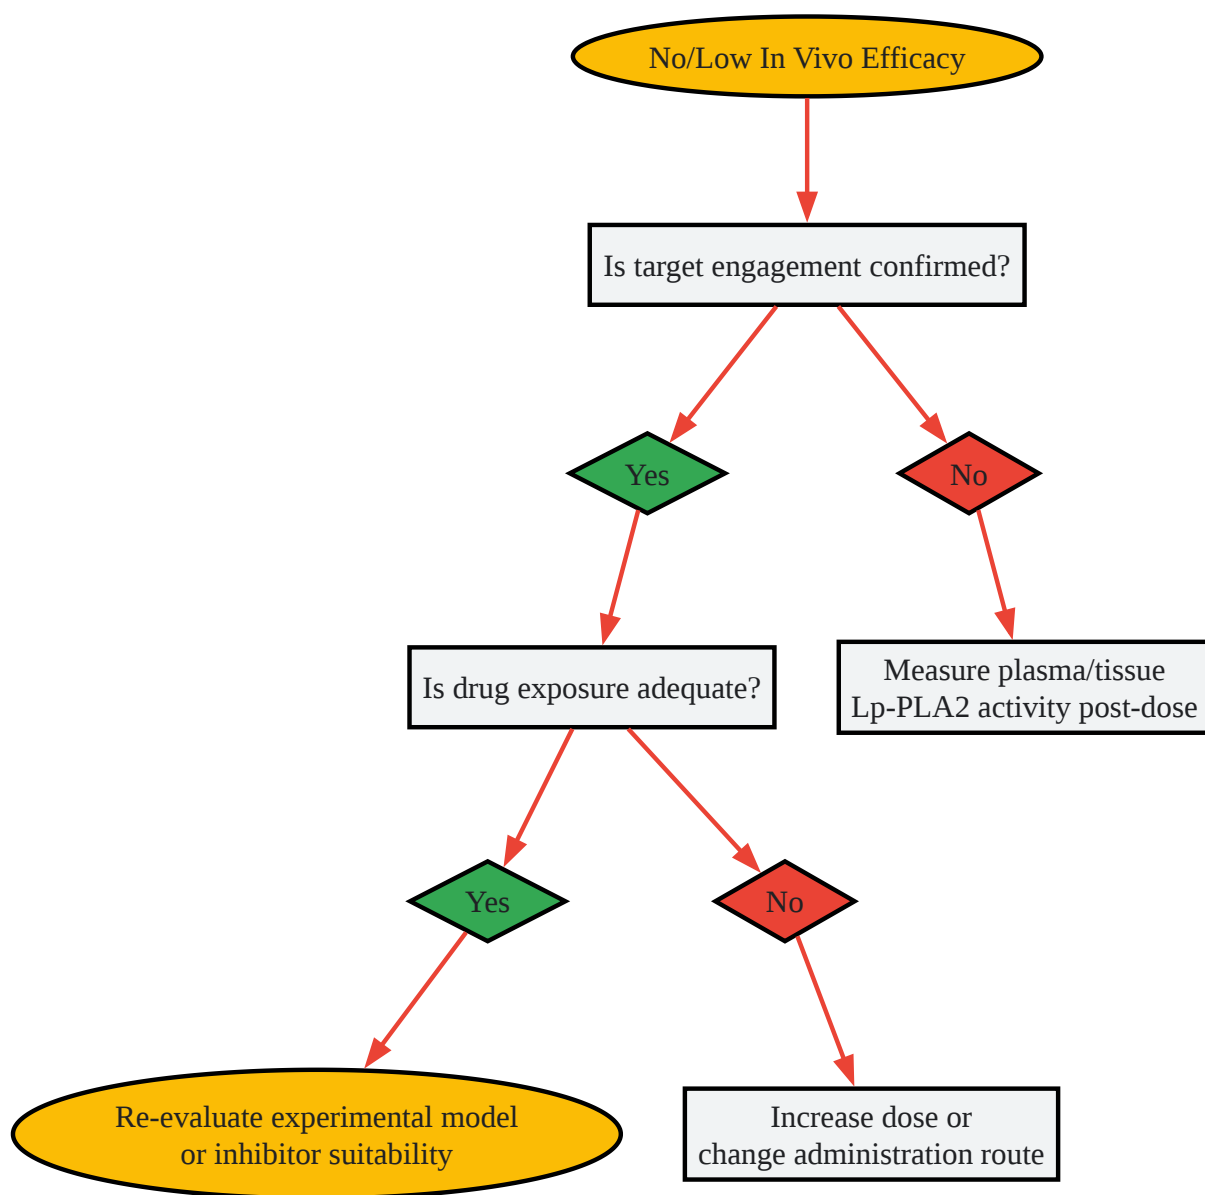 No/Low In Vivo Efficacy
Is target engagement confirmed?
Yes
No
Is drug exposure adequate?
Measure plasma/tissue
Lp-PLA2 activity post-dose
Yes
No
Re-evaluate experimental model
or inhibitor suitability
Increase dose or
change administration route